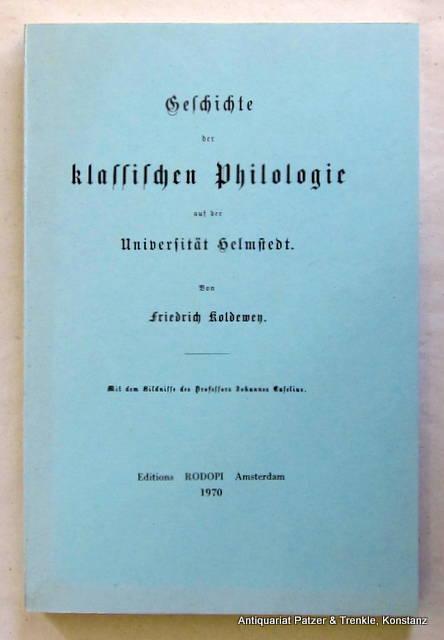 Geſchichte
der
klaſſiſchen Philologie
auf der
Univerſität Helmſtedt.
Von
Friedrich Koldewey.
Mit dem Bildniſſe des Profeſſors Johannes Caſelius.
Editions RODOPI Amsterdam
1970
Antiquariat Patzer & Trenkle, Konstanz